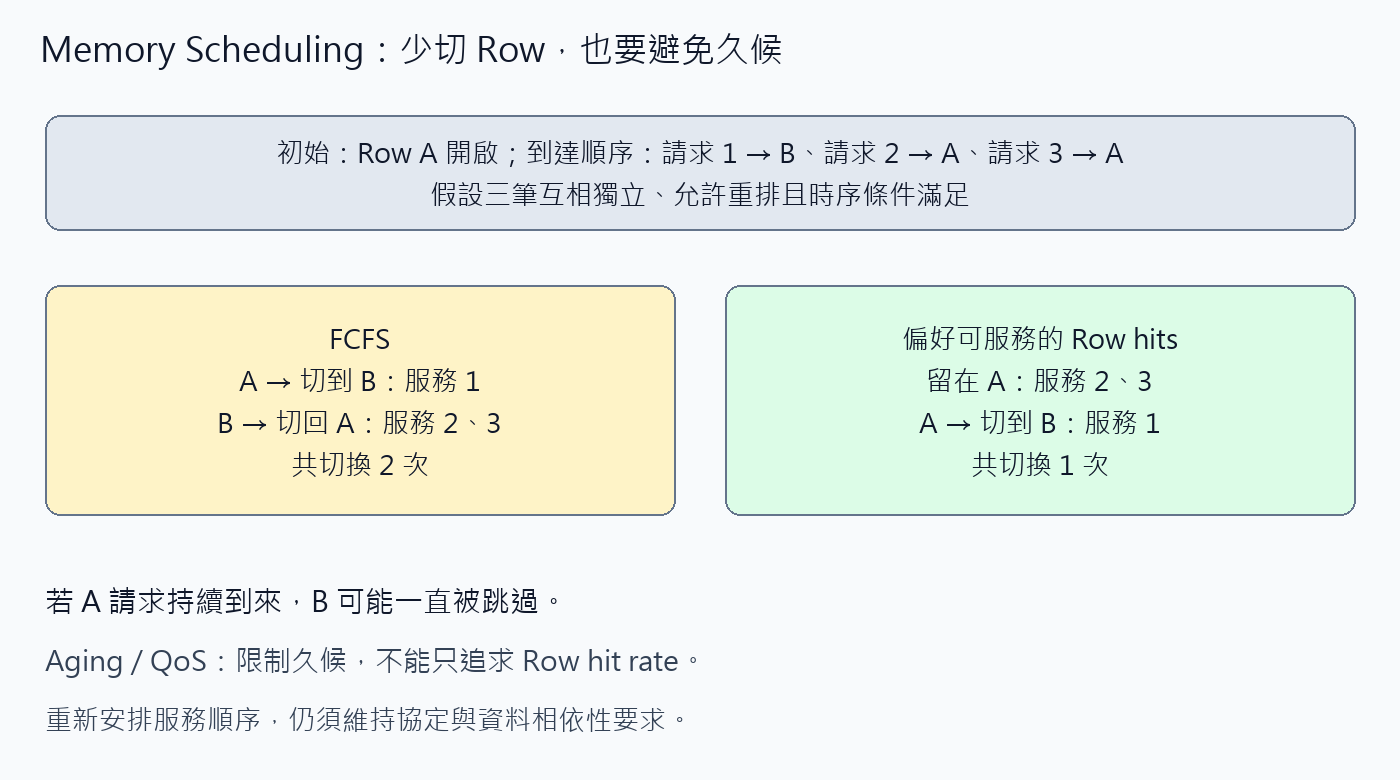 Memory Scheduling：少切 Row，也要避免久候
初始：Row A 開啟；到達順序：請求 1 → B、請求 2 → A、請求 3 → A
假設三筆互相獨立、允許重排且時序條件滿足
FCFS
A → 切到 B：服務 1
B → 切回 A：服務 2、3
共切換 2 次
偏好可服務的 Row hits
留在 A：服務 2、3
A → 切到 B：服務 1
共切換 1 次
若 A 請求持續到來，B 可能一直被跳過。
Aging / QoS：限制久候，不能只追求 Row hit rate。
重新安排服務順序，仍須維持協定與資料相依性要求。